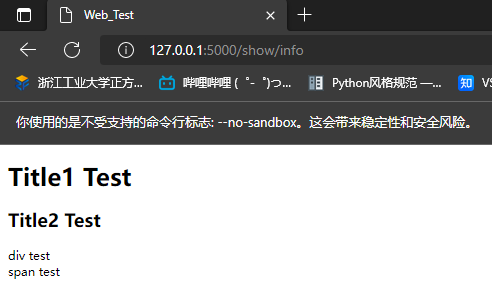 Web_Test
127.0.0.1:5000/show/info
浙江工业大学正方... 哔哩哔哩 (゜-゜)つ... Python风格规范 —... 知 VS
你使用的是不受支持的命令行标志: --no-sandbox。这会带来稳定性和安全风险。
Title1 Test
Title2 Test
div test
span test